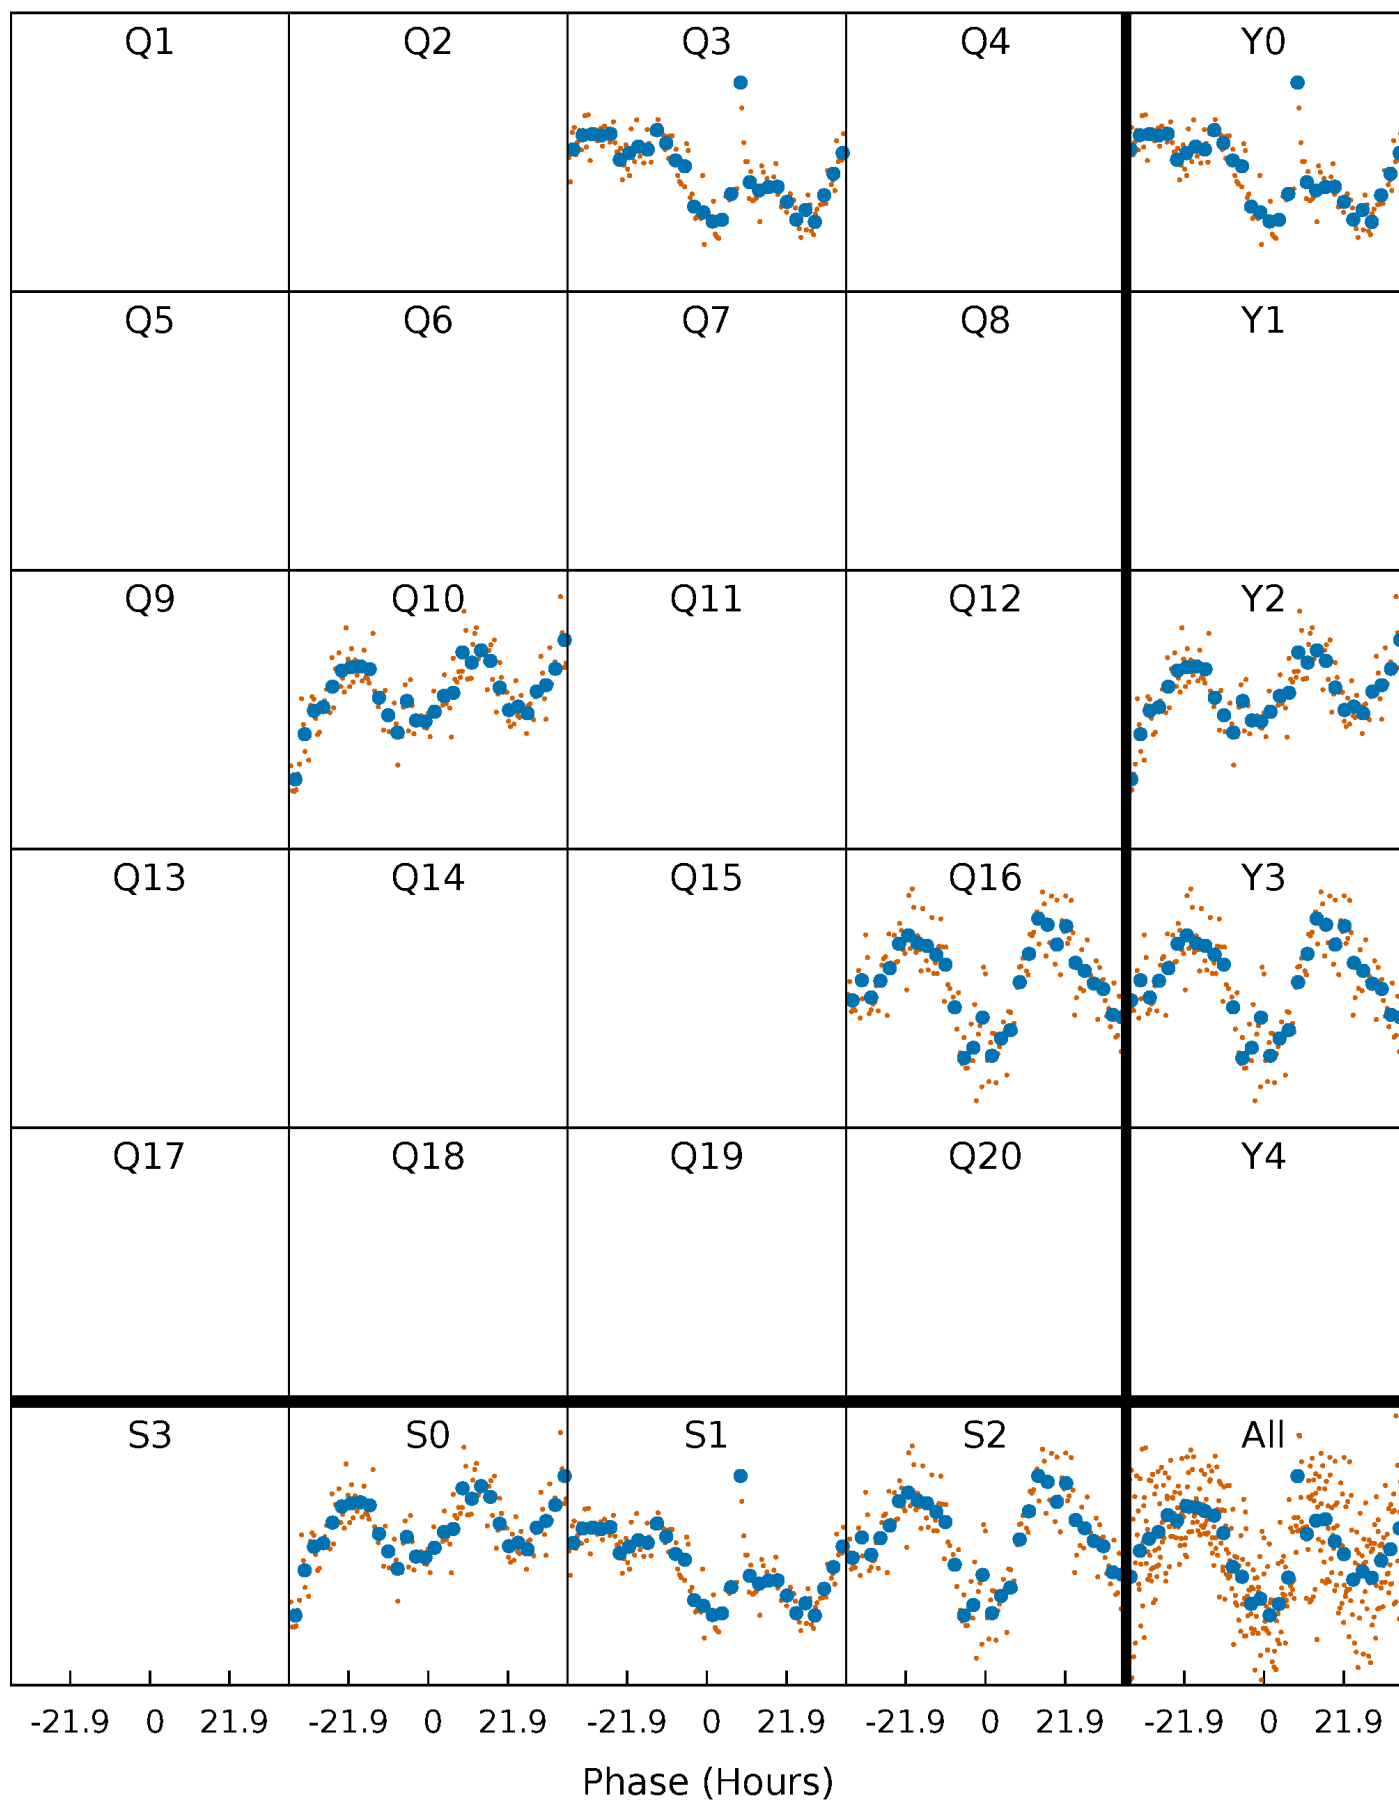 Q1 Q2 Q3 Q4 Y0
Q5 Q6 Q7 Q8 Y1
Q9 Q10 Q11 Q12 Y2
Q13 Q14 Q15 Q16 Y3
Q17 Q18 Q19 Q20 Y4
S3 S0 S1 S2 All
-21.9 0 21.9 -21.9 0 21.9 -21.9 0 21.9 -21.9 0 21.9 -21.9 0 21.9
Phase (Hours)